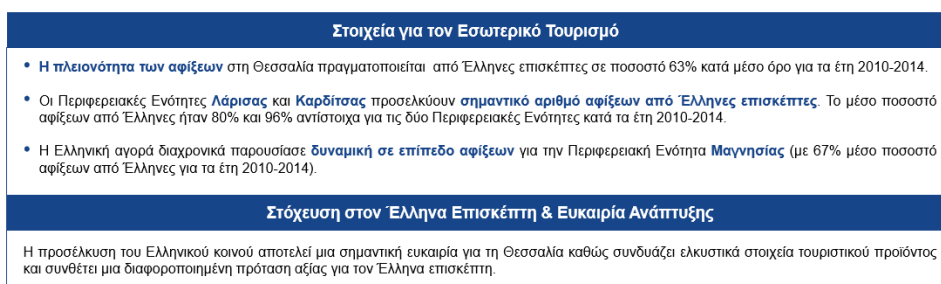 Στοιχεία για τον Εσωτερικό Τουρισμό
• Η πλειονότητα των αφίξεων στη Θεσσαλία πραγματοποιείται από Έλληνες επισκέπτες σε ποσοστό 63% κατά μέσο όρο για τα έτη 2010-2014.
• Οι Περιφερειακές Ενότητες Λάρισας και Καρδίτσας προσελκύουν σημαντικό αριθμό αφίξεων από Έλληνες επισκέπτες. Το μέσο ποσοστό
αφίξεων από Έλληνες ήταν 80% και 96% αντίστοιχα για τις δύο Περιφερειακές Ενότητες κατά τα έτη 2010-2014.
• Η Ελληνική αγορά διαχρονικά παρουσίασε δυναμική σε επίπεδο αφίξεων για την Περιφερειακή Ενότητα Μαγνησίας (με 67% μέσο ποσοστό
αφίξεων από Έλληνες για τα έτη 2010-2014).
Στόχευση στον Έλληνα Επισκέπτη & Ευκαιρία Ανάπτυξης
Η προσέλκυση του Ελληνικού κοινού αποτελεί μια σημαντική ευκαιρία για τη Θεσσαλία καθώς συνδυάζει ελκυστικά στοιχεία τουριστικού προϊόντος
και συνθέτει μια διαφοροποιημένη πρόταση αξίας για τον Έλληνα επισκέπτη.